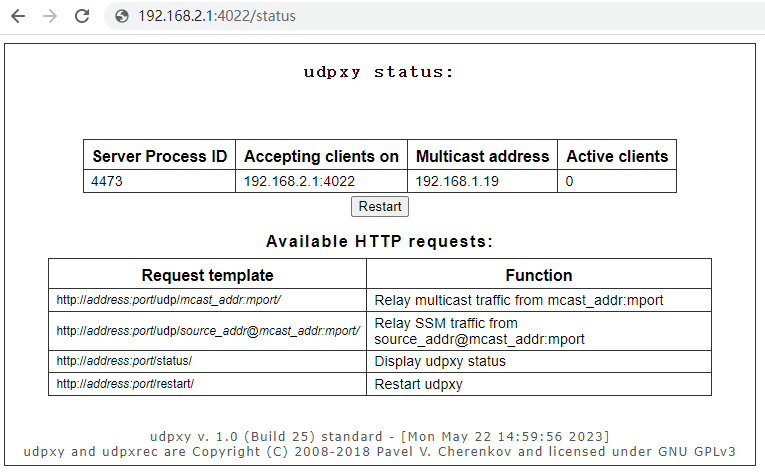 192.168.2.1:4022/status
udpxy status:
Server Process ID Accepting clients on Multicast address Active clients
4473 192.168.2.1:4022 192.168.1.19 0
Restart
Available HTTP requests:
Request template Function
http://address:port/udp/mcast_addr:mport/ Relay multicast traffic from mcast_addr:mport
http://address:port/udp/source_addr@mcast_addr:mport/ Relay SSM traffic from
source_addr@mcast_addr:mport
http://address:port/status/ Display udpxy status
http://address:port/restart/ Restart udpxy
udpxy v. 1.0 (Build 25) standard - [Mon May 22 14:59:56 2023]
udpxy and udpxrec are Copyright (C) 2008-2018 Pavel V. Cherenkov and licensed under GNU GPLv3